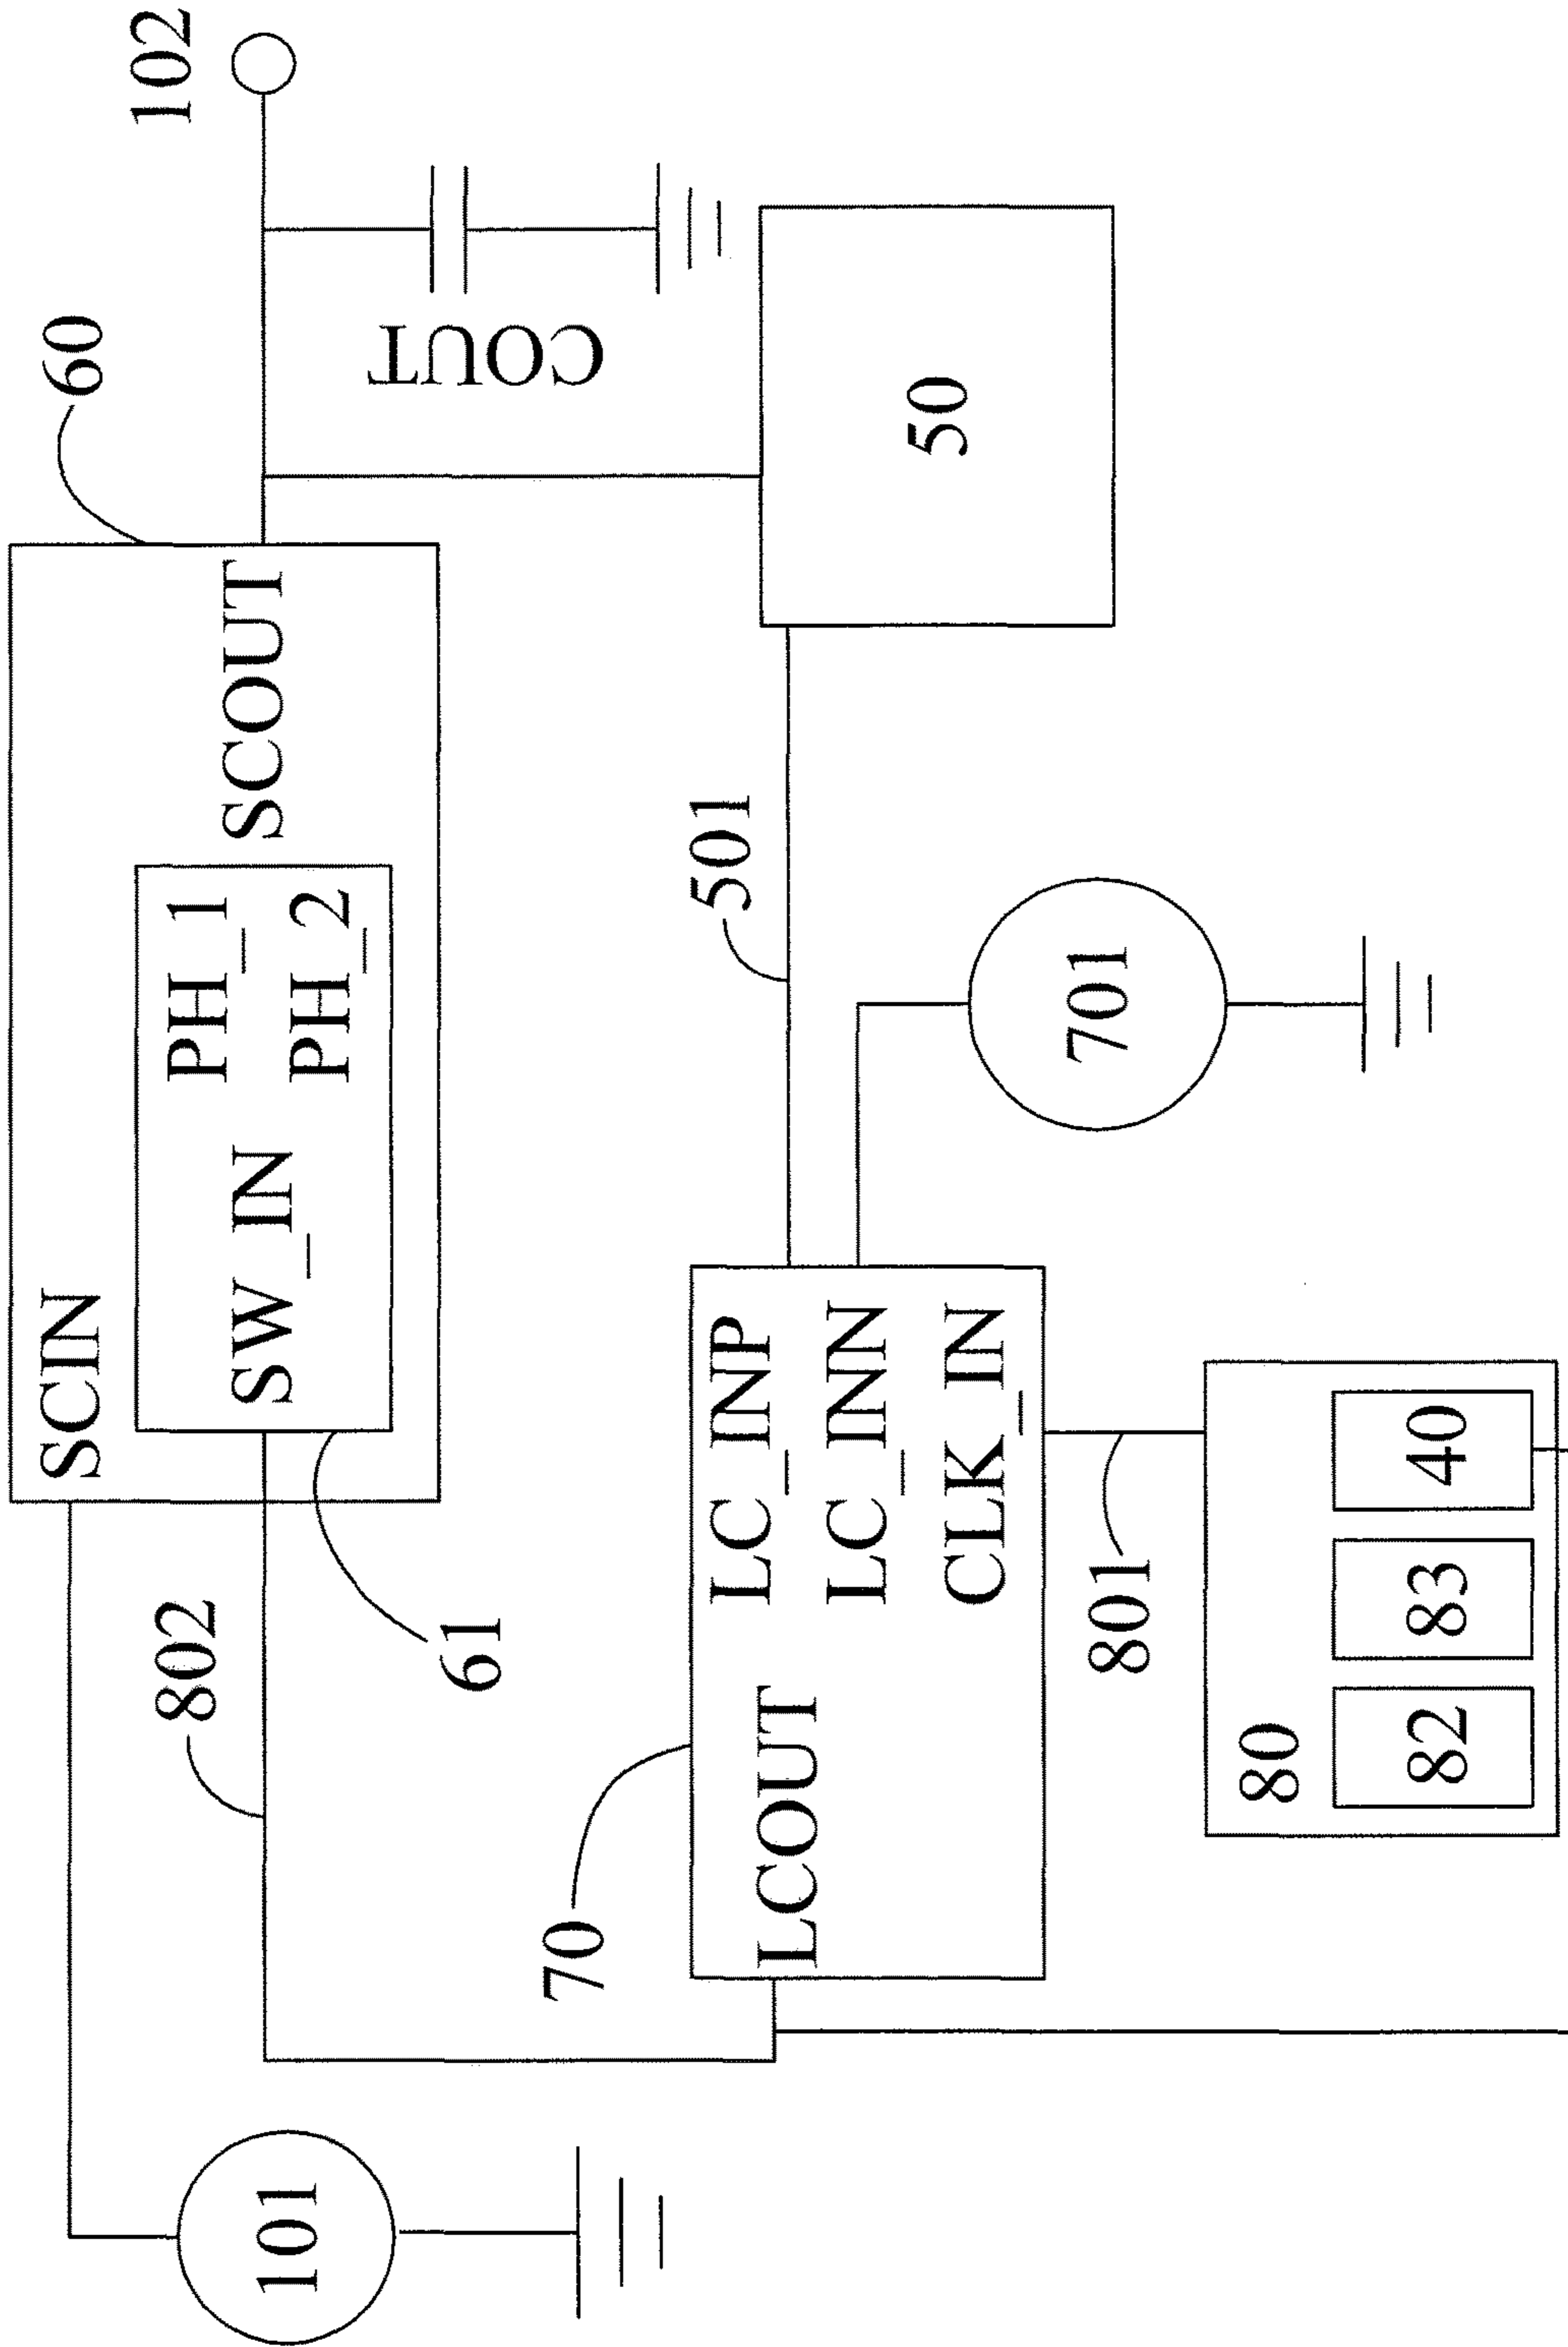 102
60
SCIN
SW_IN
PH_1
PH_2
SCOUT
COUT
802
61
501
50
70
LCOUT
LC_INP
LC_INN
CLK_IN
701
101
801
80
82
83
40